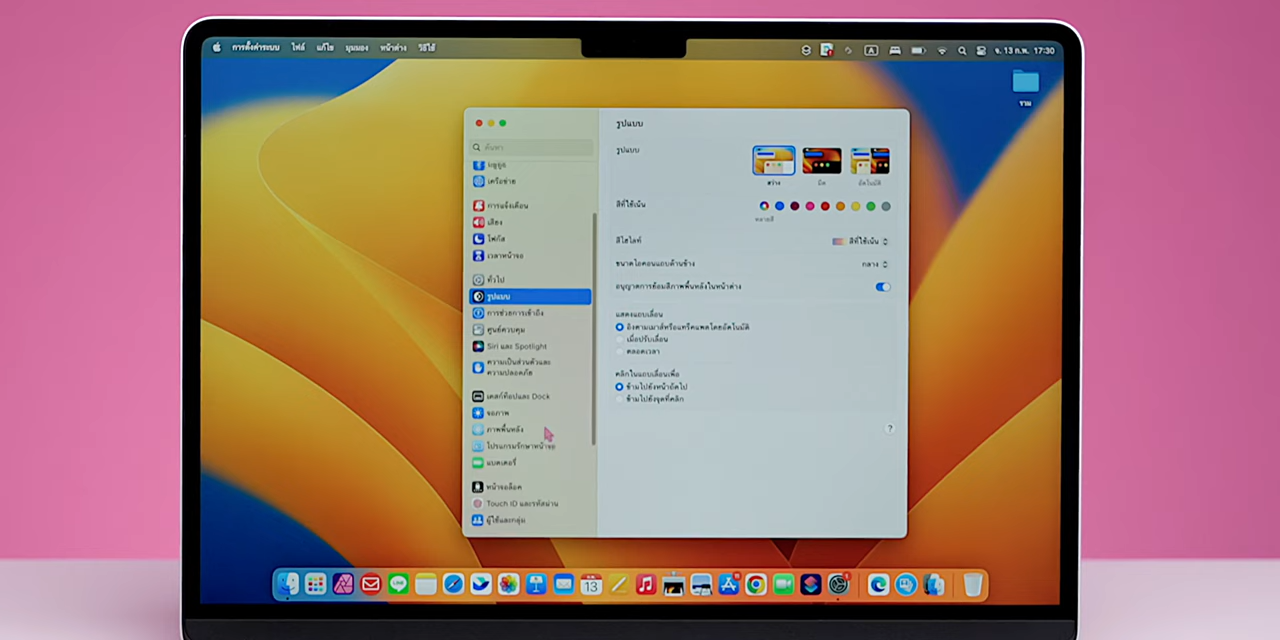 การตั้งค่าระบบ ไฟล์ แก้ไข มุมมอง หน้าต่าง วิธีใช้
A จ. 13 ก.พ. 17:30
รวม
ค้นหา
บลูทูธ
เครือข่าย
การแจ้งเตือน
เสียง
โฟกัส
เวลาหน้าจอ
ทั่วไป
รูปแบบ
การช่วยการเข้าถึง
ศูนย์ควบคุม
Siri และ Spotlight
ความเป็นส่วนตัวและ
ความปลอดภัย
เดสก์ท็อปและ Dock
จอภาพ
ภาพพื้นหลัง
โปรแกรมรักษาหน้าจอ
แบตเตอรี่
หน้าจอล็อค
Touch ID และรหัสผ่าน
ผู้ใช้และกลุ่ม
รูปแบบ
รูปแบบ
สว่าง มืด อัตโนมัติ
สีที่ใช้เน้น
หลายสี
สีไฮไลท์ สีที่ใช้เน้น
ขนาดไอคอนแถบด้านข้าง กลาง
อนุญาตการย้อมสีภาพพื้นหลังในหน้าต่าง
แสดงแถบเลื่อน
อิงตามเมาส์หรือแทร็คแพดโดยอัตโนมัติ
เมื่อปรับเลื่อน
ตลอดเวลา
คลิกในแถบเลื่อนเพื่อ
ข้ามไปยังหน้าถัดไป
ข้ามไปยังจุดที่คลิก
?
LINE
13